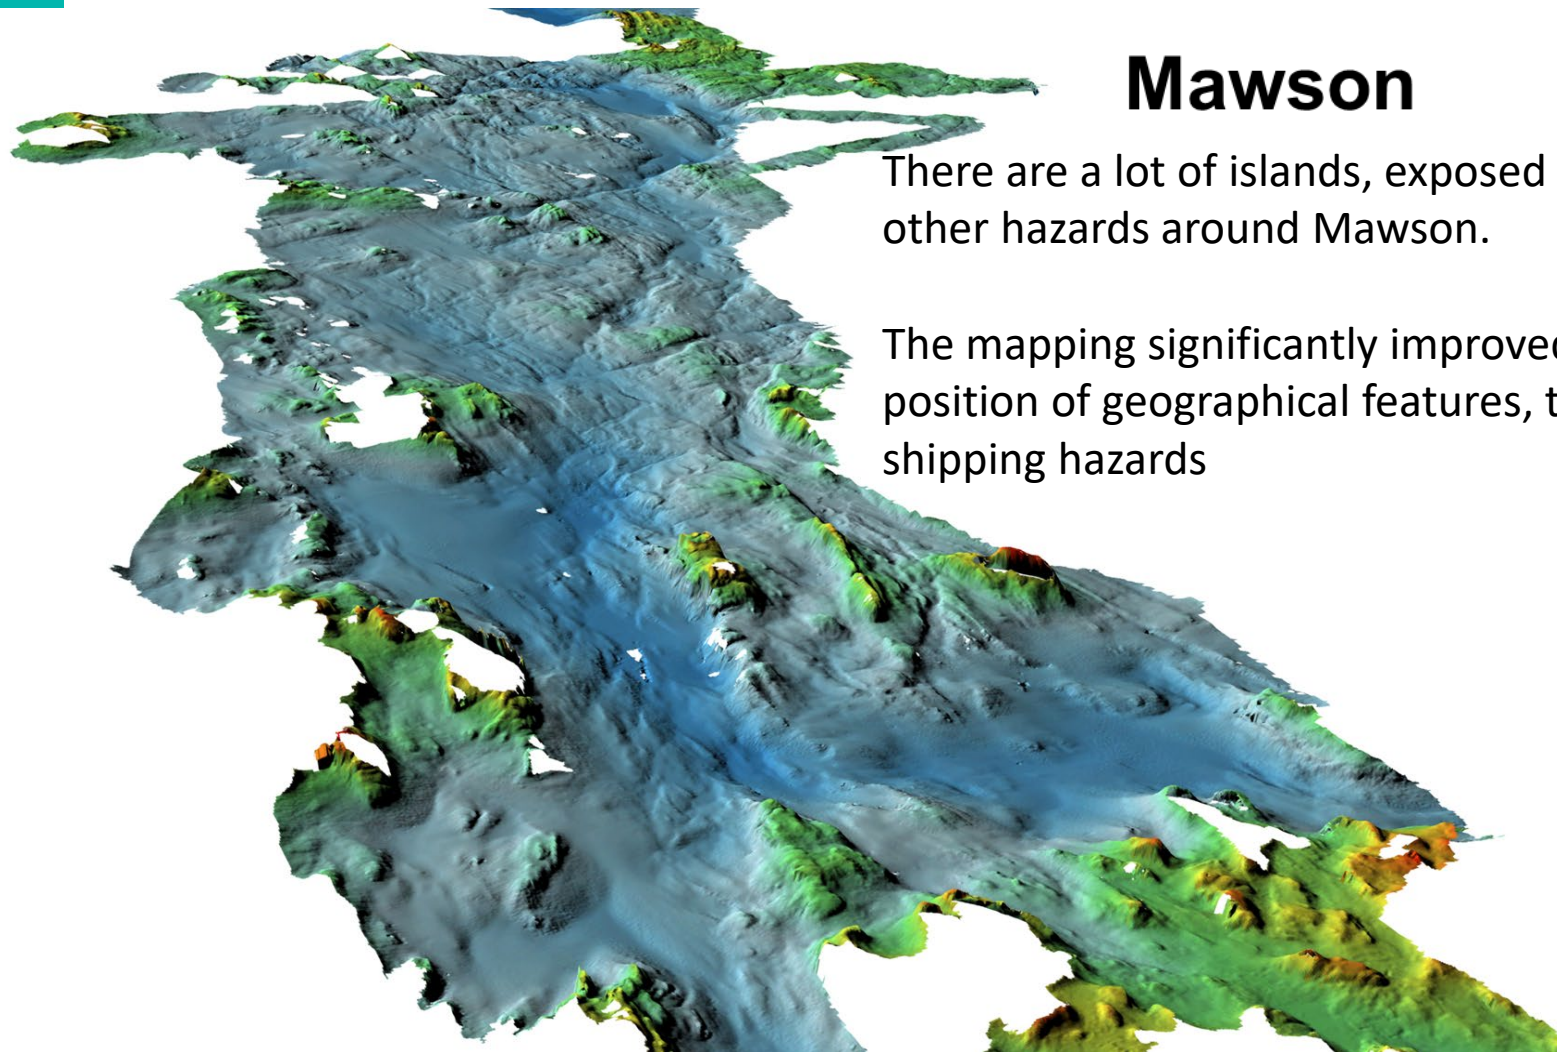 Mawson
There are a lot of islands, exposed
other hazards around Mawson.
The mapping significantly improved
position of geographical features, t
shipping hazards